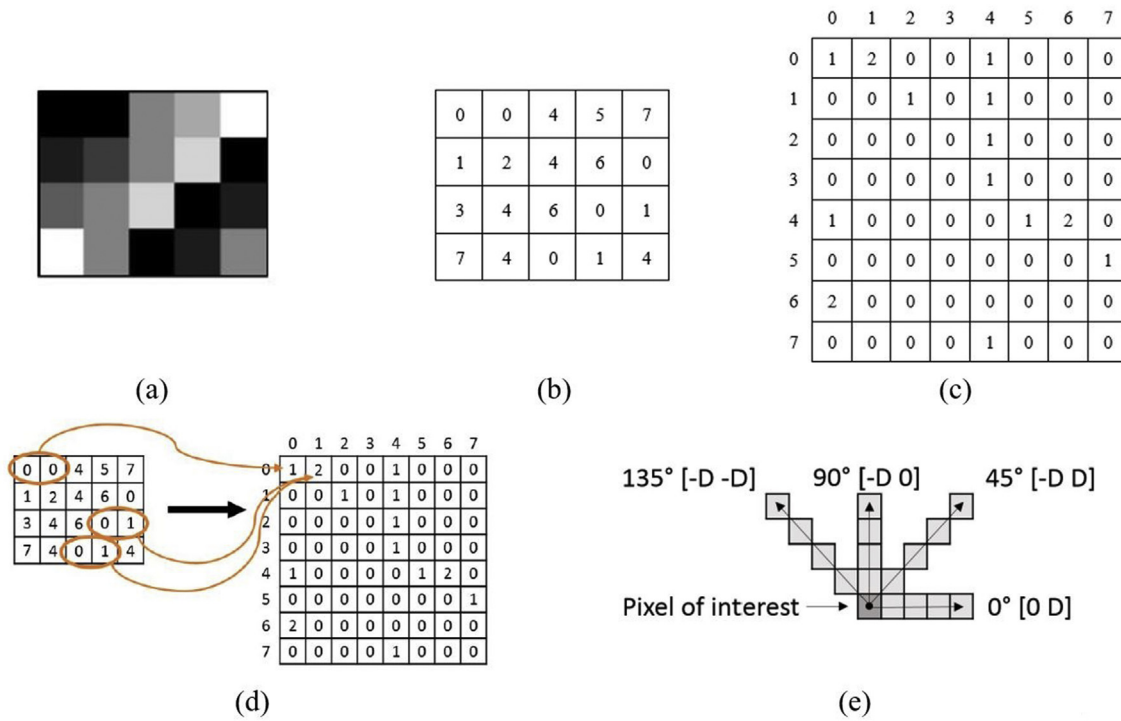 0 1 2 3 4 5 6 7
0 1 2 0 0 1 0 0 0
1 0 0 1 0 1 0 0 0
2 0 0 0 0 1 0 0 0
3 0 0 0 0 1 0 0 0
4 1 0 0 0 0 1 2 0
5 0 0 0 0 0 0 0 1
6 2 0 0 0 0 0 0 0
7 0 0 0 0 1 0 0 0
0 0 4 5 7
1 2 4 6 0
3 4 6 0 1
7 4 0 1 4
(a) (b) (c)
0 0 4 5 7
1 2 4 6 0
3 4 6 0 1
7 4 0 1 4
0 1 2 3 4 5 6 7
0 1 2 0 0 1 0 0 0
1 0 0 1 0 1 0 0 0
2 0 0 0 0 1 0 0 0
3 0 0 0 0 1 0 0 0
4 1 0 0 0 0 1 2 0
5 0 0 0 0 0 0 0 1
6 2 0 0 0 0 0 0 0
7 0 0 0 0 1 0 0 0
135° [-D -D] 90° [-D 0] 45° [-D D]
Pixel of interest 0° [0 D]
(d) (e)